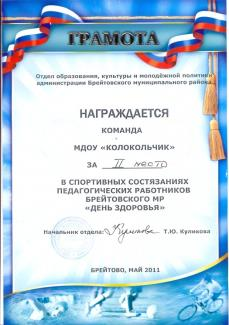 ГРАМОТА
Отдел образования, культуры и молодёжной политики
администрации Брейтовского муниципального района
НАГРАЖДАЕТСЯ
КОМАНДА
МДОУ «КОЛОКОЛЬЧИК»
ЗА II место
В СПОРТИВНЫХ СОСТЯЗАНИЯХ
ПЕДАГОГИЧЕСКИХ РАБОТНИКОВ
БРЕЙТОВСКОГО МР
«ДЕНЬ ЗДОРОВЬЯ»
Начальник отдела: Куликова Т.Ю. Куликова
БРЕЙТОВО, МАЙ 2011